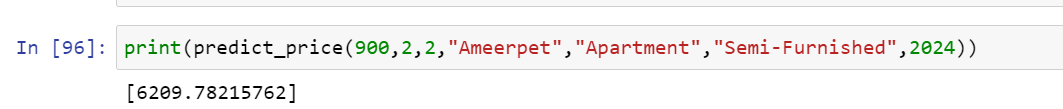 In [96]: print(predict_price(900,2,2,"Ameerpet","Apartment","Semi-Furnished",2024))
[6209.78215762]